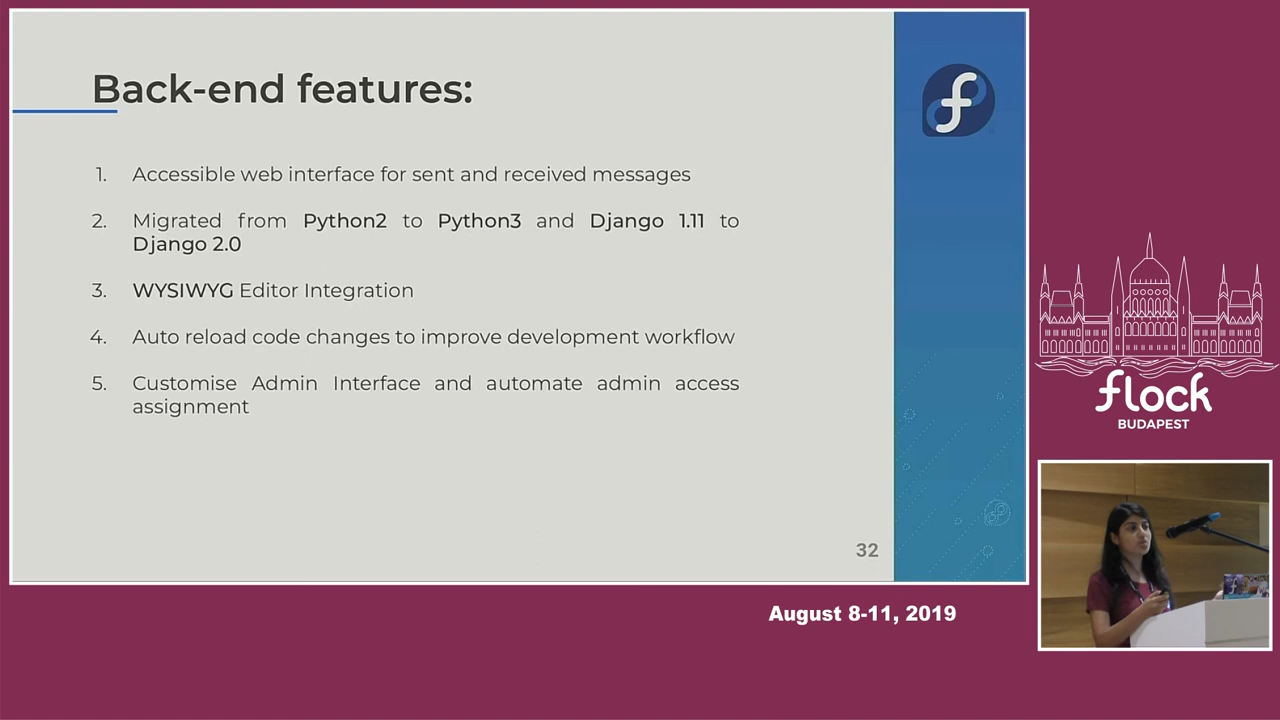 Back-end features:
1. Accessible web interface for sent and received messages
2. Migrated from Python2 to Python3 and Django 1.11 to
Django 2.0
3. WYSIWYG Editor Integration
4. Auto reload code changes to improve development workflow
5. Customise Admin Interface and automate admin access
assignment
32
flock
BUDAPEST
August 8-11, 2019